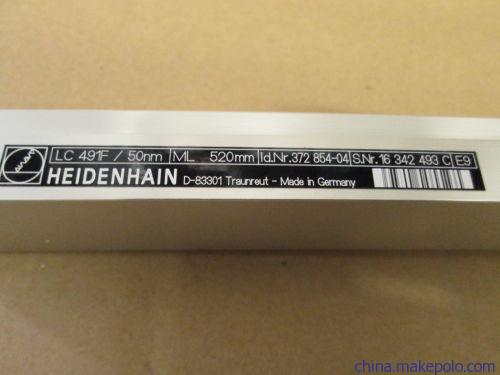 LC 491F / 50nm ML 520mm Id.Nr.372 854-04 S.Nr.16 342 493 C E9
HEIDENHAIN D-83301 Traunreut - Made in Germany
china.makepolo.com